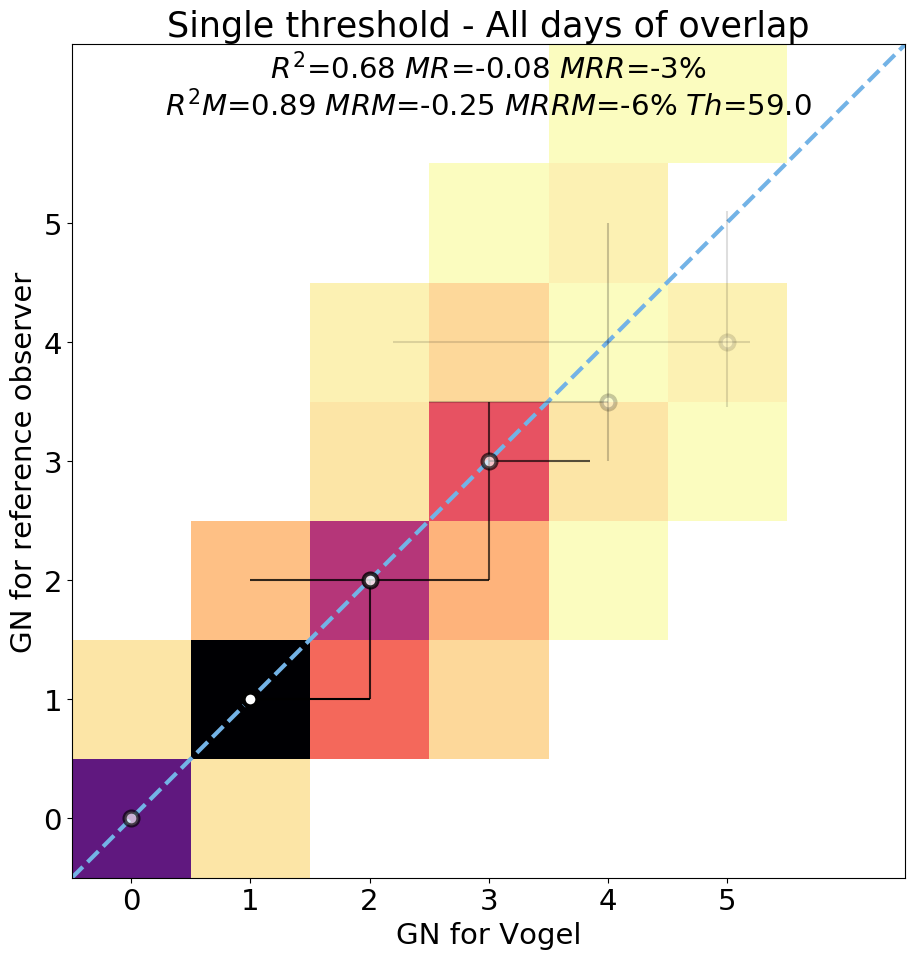 Single threshold - All days of overlap
R²=0.68 MR=-0.08 MRR=-3%
R²M=0.89 MRM=-0.25 MRRM=-6% Th=59.0
GN for reference observer
5
4
3
2
1
0
0 1 2 3 4 5
GN for Vogel